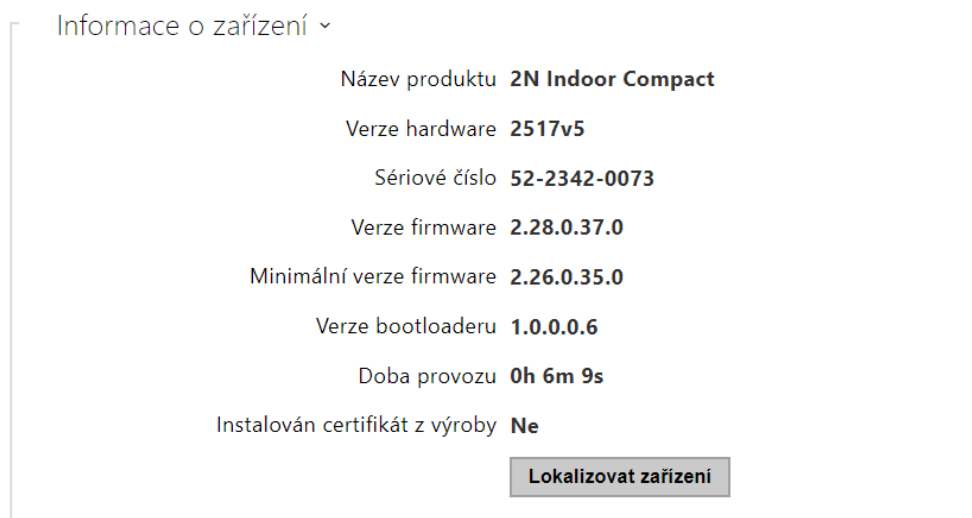 Informace o zařízení
Název produktu 2N Indoor Compact
Verze hardware 2517v5
Sériové číslo 52-2342-0073
Verze firmware 2.28.0.37.0
Minimální verze firmware 2.26.0.35.0
Verze bootloaderu 1.0.0.0.6
Doba provozu 0h 6m 9s
Instalován certifikát z výroby Ne
Lokalizovat zařízení